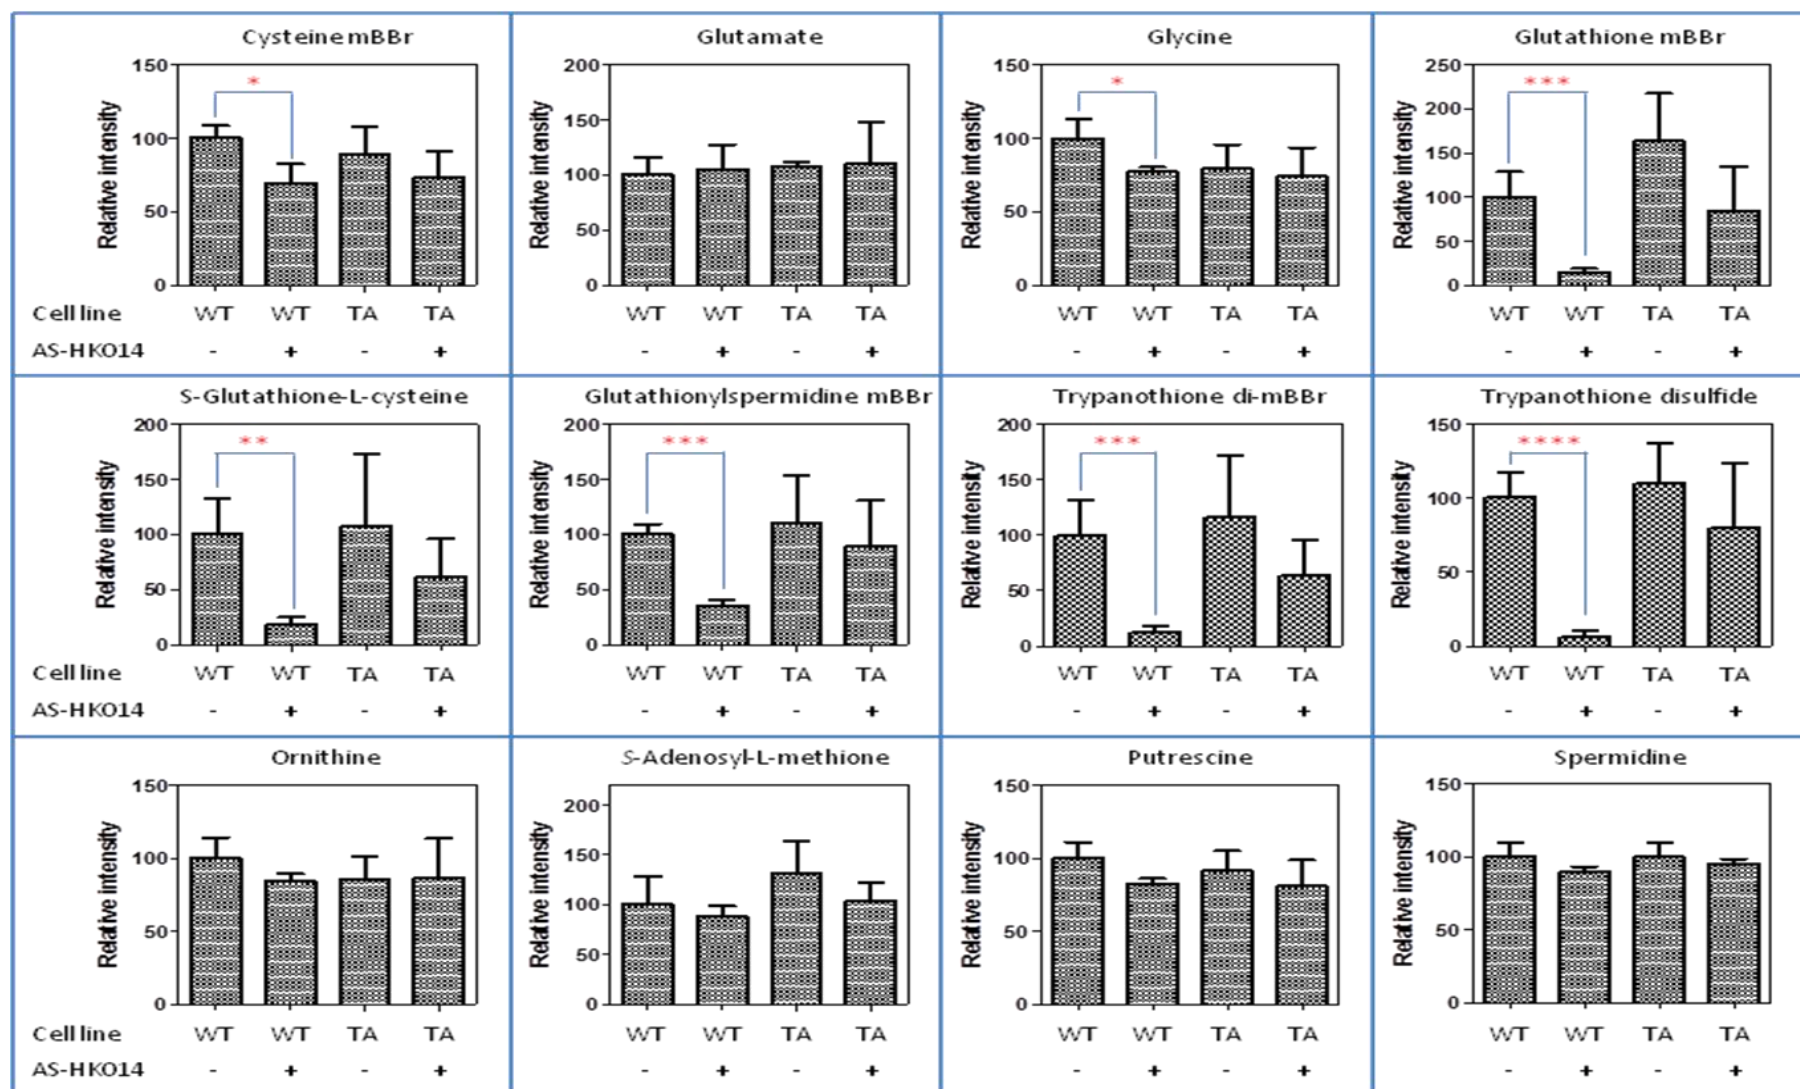 Cysteine mBBr
Glutamate
Glycine
Glutathione mBBr
150
100
50
0
Relative intensity
*
200
150
100
50
0
Relative intensity
150
100
50
0
Relative intensity
*
250
200
150
100
50
0
Relative intensity
***
Cell line WT WT TA TA WT WT TA TA WT WT TA TA WT WT TA TA
AS-HK014 - + - + - + - + - + - + - + - +
S-Glutathione-L-cysteine
Glutathionylspermidine mBBr
Trypanothione di-mBBr
Trypanothione disulfide
200
150
100
50
0
Relative intensity
**
200
150
100
50
0
Relative intensity
***
200
150
100
50
0
Relative intensity
***
150
100
50
0
Relative intensity
****
Cell line WT WT TA TA WT WT TA TA WT WT TA TA WT WT TA TA
AS-HK014 - + - + - + - + - + - + - + - +
Ornithine
S-Adenosyl-L-methione
Putrescine
Spermidine
150
100
50
0
Relative intensity
200
150
100
50
0
Relative intensity
150
100
50
0
Relative intensity
150
100
50
0
Relative intensity
Cell line WT WT TA TA WT WT TA TA WT WT TA TA WT WT TA TA
AS-HK014 - + - + - + - + - + - + - + - +